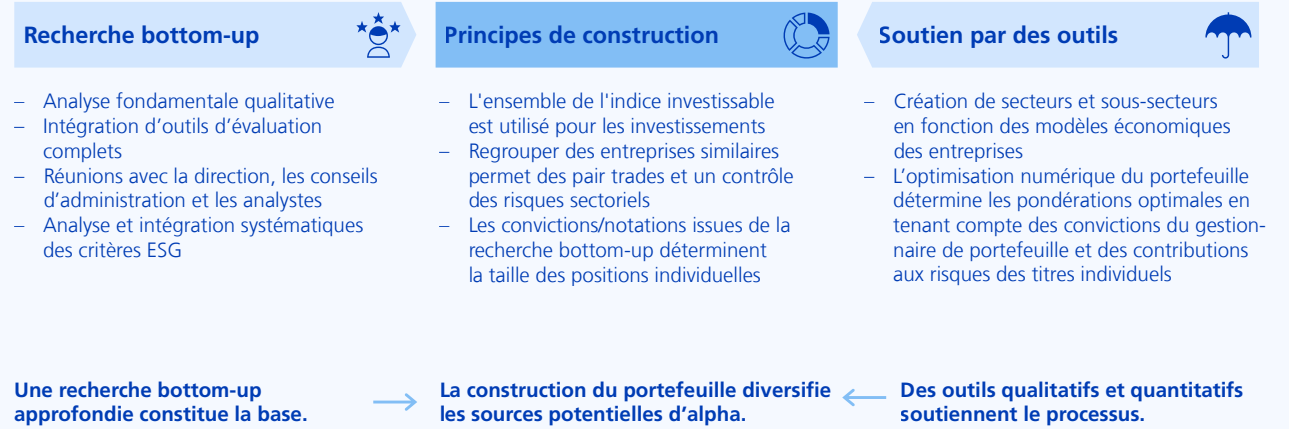 Recherche bottom-up
– Analyse fondamentale qualitative
– Intégration d’outils d’évaluation
complets
– Réunions avec la direction, les conseils
d’administration et les analystes
– Analyse et intégration systématiques
des critères ESG
Une recherche bottom-up
approfondie constitue la base.
Principes de construction
– L'ensemble de l'indice investissable
est utilisé pour les investissements
– Regrouper des entreprises similaires
permet des pair trades et un contrôle
des risques sectoriels
– Les convictions/notations issues de la
recherche bottom-up déterminent
la taille des positions individuelles
La construction du portefeuille diversifie
les sources potentielles d’alpha.
Soutien par des outils
– Création de secteurs et sous-secteurs
en fonction des modèles économiques
des entreprises
– L’optimisation numérique du portefeuille
détermine les pondérations optimales en
tenant compte des convictions du gestion-
naire de portefeuille et des contributions
aux risques des titres individuels
Des outils qualitatifs et quantitatifs
soutiennent le processus.